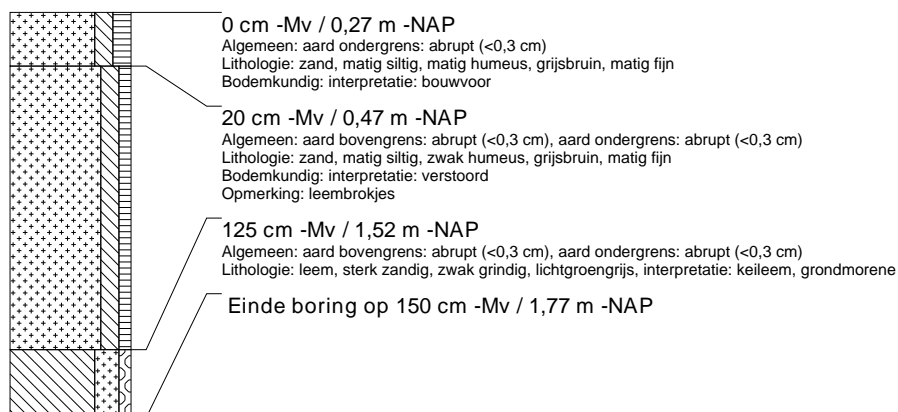 0 cm -Mv / 0,27 m -NAP
Algemeen: aard ondergrens: abrupt (<0,3 cm)
Lithologie: zand, matig siltig, matig humeus, grijsbruin, matig fijn
Bodemkundig: interpretatie: bouwvoor
20 cm -Mv / 0,47 m -NAP
Algemeen: aard bovengrens: abrupt (<0,3 cm), aard ondergrens: abrupt (<0,3 cm)
Lithologie: zand, matig siltig, zwak humeus, grijsbruin, matig fijn
Bodemkundig: interpretatie: verstoord
Opmerking: leembrokjes
125 cm -Mv / 1,52 m -NAP
Algemeen: aard bovengrens: abrupt (<0,3 cm), aard ondergrens: abrupt (<0,3 cm)
Lithologie: leem, sterk zandig, zwak grindig, lichtgroengrijs, interpretatie: keileem, grondmorene
Einde boring op 150 cm -Mv / 1,77 m -NAP